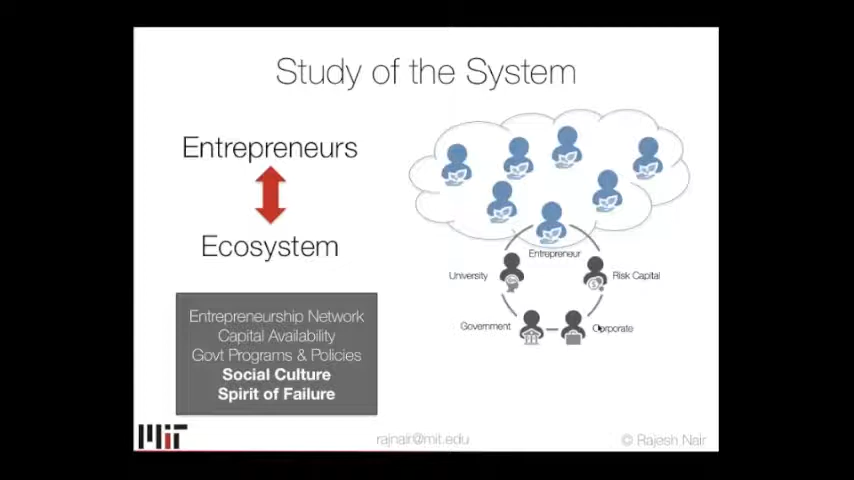 Study of the System
Entrepreneurs
Ecosystem
Entrepreneurship Network
Capital Availability
Govt Programs & Policies
Social Culture
Spirit of Failure
Entrepreneur
University
Risk Capital
Government
Corporate
MIT
rajnair@mit.edu
© Rajesh Nair